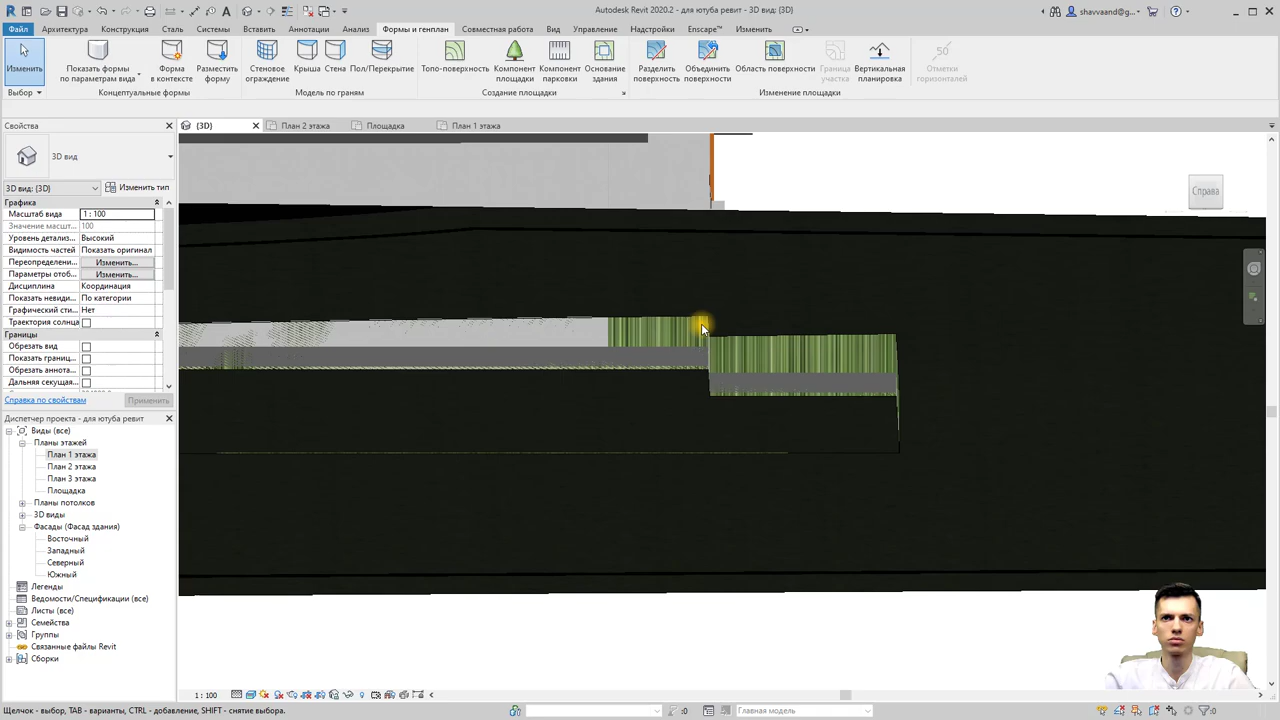 Autodesk Revit 2020.2 - для ютуба ревит - 3D вид: {3D}
shavvaand@g...
Файл Архитектура Конструкция Сталь Системы Вставить Аннотации Анализ Формы и генплан Совместная работа Вид Управление Надстройки Enscape™ Изменить
Изменить
Показать формы по параметрам вида
Форма в контексте
Разместить форму
Стеновое ограждение
Крыша
Стена
Пол/Перекрытие
Топо-поверхность
Компонент площадки
Компонент парковки
Основание здания
Разделить поверхность
Объединить поверхности
Область поверхности
Граница участка
Вертикальная планировка
50
Отметки горизонталей
Выбор
Концептуальные формы
Модель по граням
Создание площадки
Изменение площадки
Свойства
{3D}
План 2 этажа
Площадка
План 1 этажа
3D вид
3D вид: {3D}
Изменить тип
Графика
Масштаб вида 1 : 100
Значение масшт... 100
Уровень детализ... Высокий
Видимость частей Показать оригинал
Переопределени... Изменить...
Параметры отоб... Изменить...
Дисциплина Координация
Показать невиди... По категории
Графический сти... Нет
Траектория солнца
Границы
Обрезать вид
Показать границ...
Обрезать аннота...
Дальняя секущая...
Справка по свойствам
Применить
Диспетчер проекта - для ютуба ревит
Виды (все)
Планы этажей
План 1 этажа
План 2 этажа
План 3 этажа
Площадка
Планы потолков
3D виды
Фасады (Фасад здания)
Восточный
Западный
Северный
Южный
Легенды
Ведомости/Спецификации (все)
Листы (все)
Семейства
Группы
Связанные файлы Revit
Сборки
Справа
1 : 100
Щелчок - выбор, TAB - варианты, CTRL - добавление, SHIFT - снятие выбора.
:0
Главная модель
:0